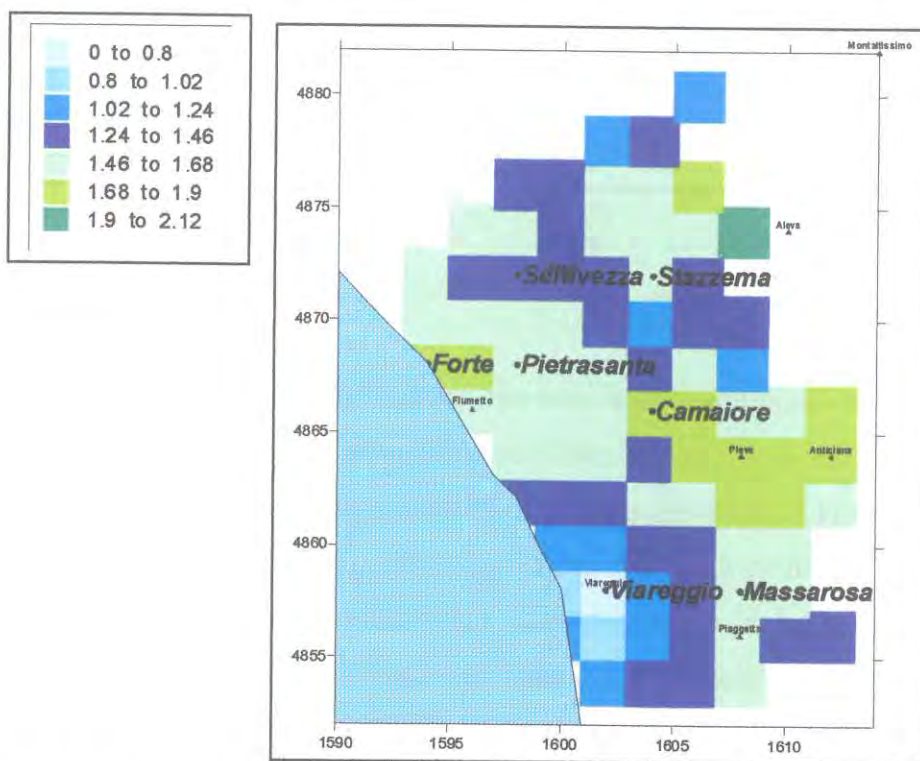 0 to 0.8
0.8 to 1.02
1.02 to 1.24
1.24 to 1.46
1.46 to 1.68
1.68 to 1.9
1.9 to 2.12
Montaltissimo
4880
4875
Aleva
•Stazzema
4870
•Forte •Pietrasanta
Flumetto
•Camaiore
4865
Pieve Anticiana
4860
Viareggio
•Viareggio •Massarosa
Piaggetta
4855
1590 1595 1600 1605 1610